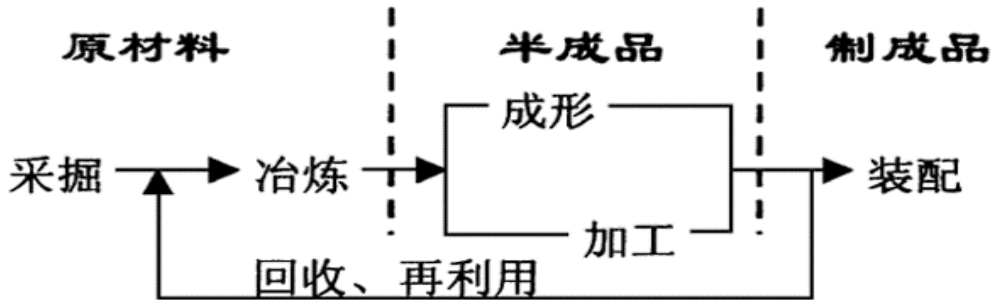 原材料 半成品 制成品
成形
采掘 冶炼 装配
加工
回收、再利用